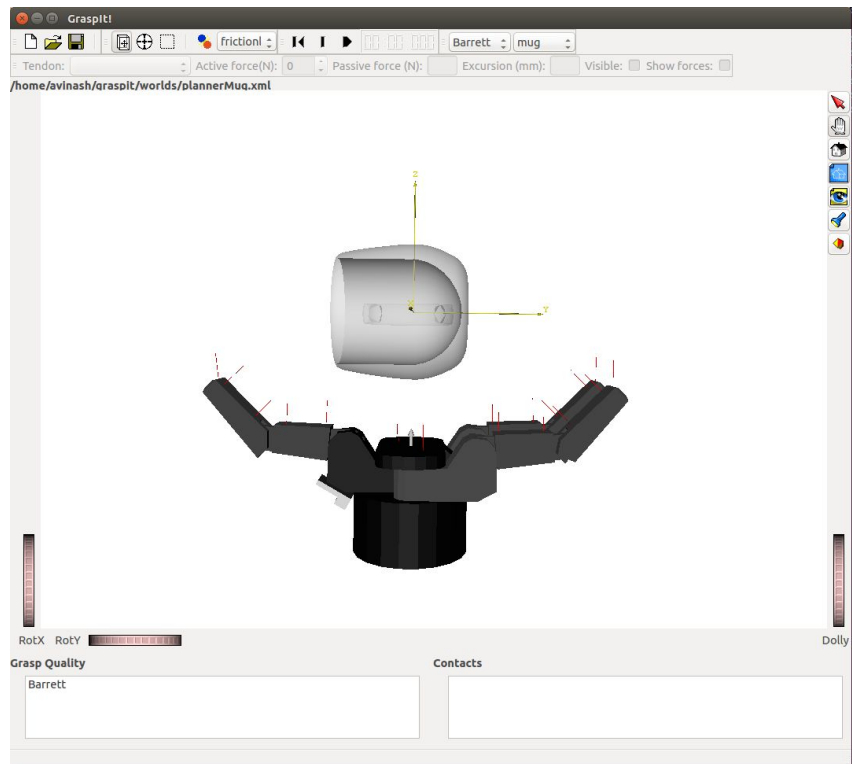 GraspIt!
frictionl Barrett mug
Tendon: Active force(N): 0 Passive force (N): Excursion (mm): Visible: Show forces:
/home/avinash/graspit/worlds/plannerMug.xml
Z
X Y
RotX RotY Dolly
Grasp Quality Contacts
Barrett